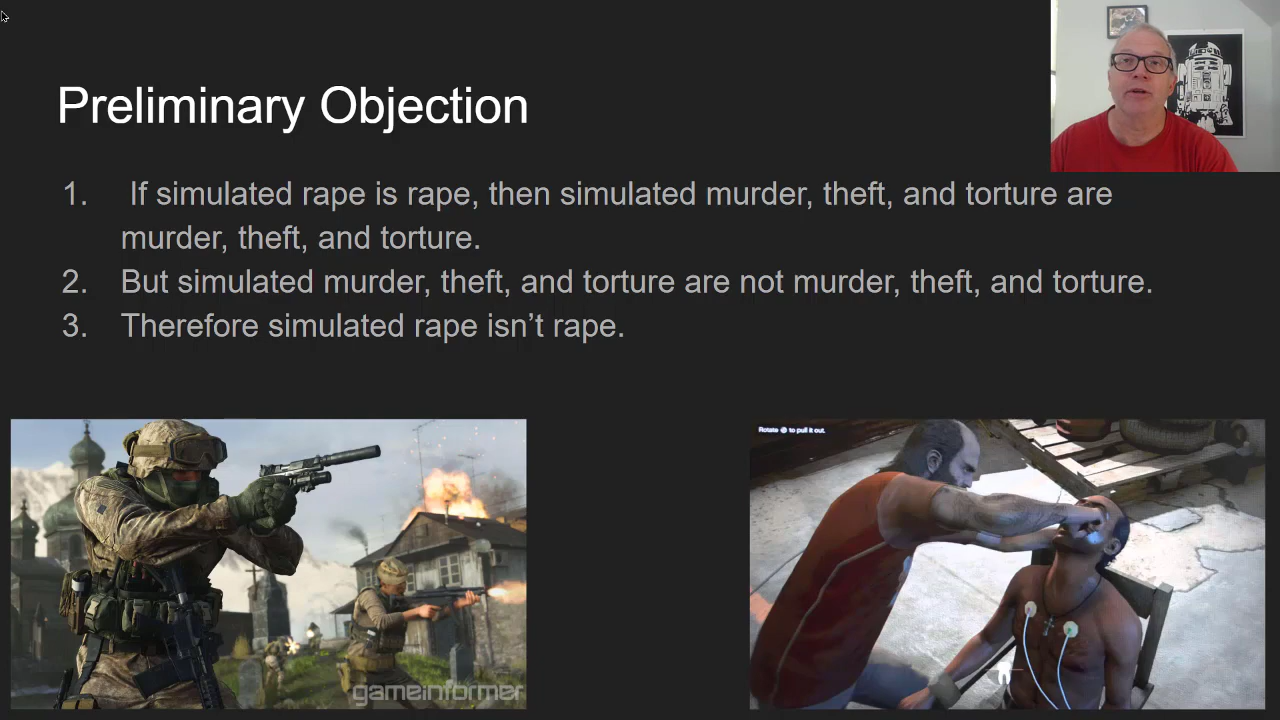 Preliminary Objection
1. If simulated rape is rape, then simulated murder, theft, and torture are
murder, theft, and torture.
2. But simulated murder, theft, and torture are not murder, theft, and torture.
3. Therefore simulated rape isn’t rape.
gameinformer
Rotate to pull it out.